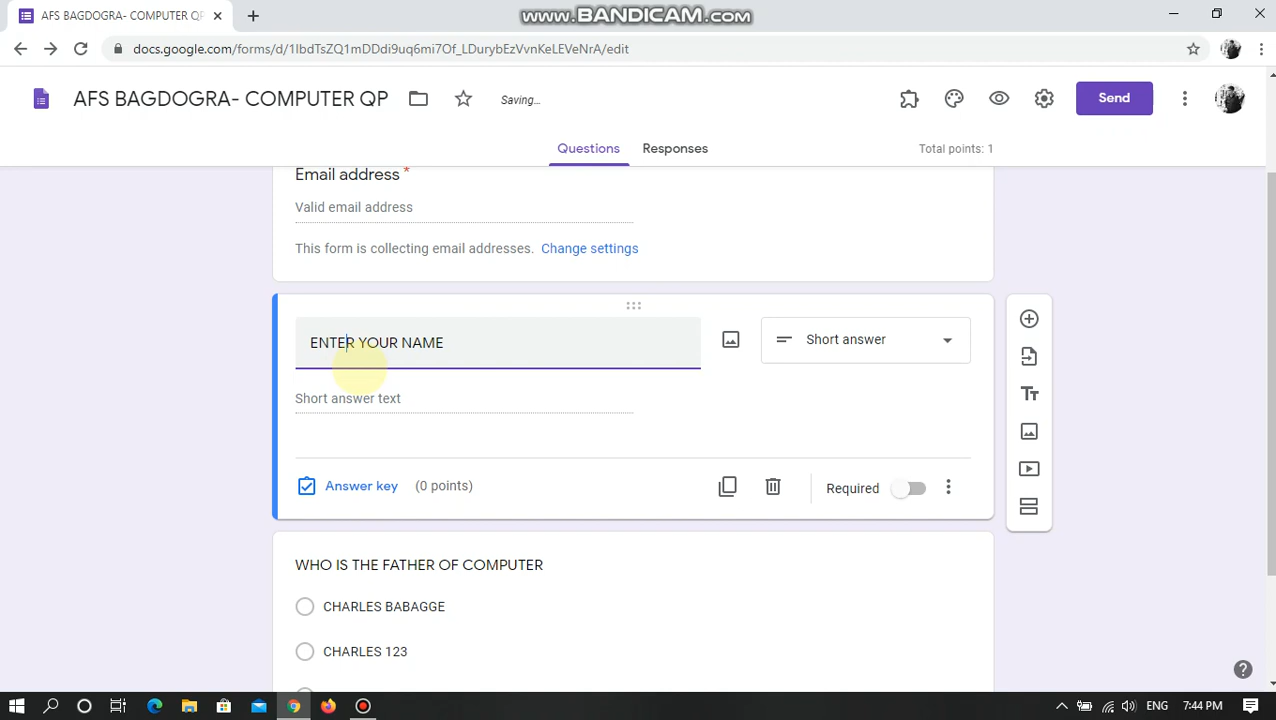 AFS BAGDOGRA- COMPUTER QP
www.BANDICAM.com
docs.google.com/forms/d/1lbdTsZQ1mDDdi9uq6mi7Of_LDurybEzVvnKeLEVeNrA/edit
AFS BAGDOGRA- COMPUTER QP
Saving...
Send
Questions
Responses
Total points: 1
Email address *
Valid email address
This form is collecting email addresses. Change settings
ENTER YOUR NAME
Short answer
Short answer text
Answer key (0 points)
Required
WHO IS THE FATHER OF COMPUTER
CHARLES BABAGGE
CHARLES 123
ENG
7:44 PM